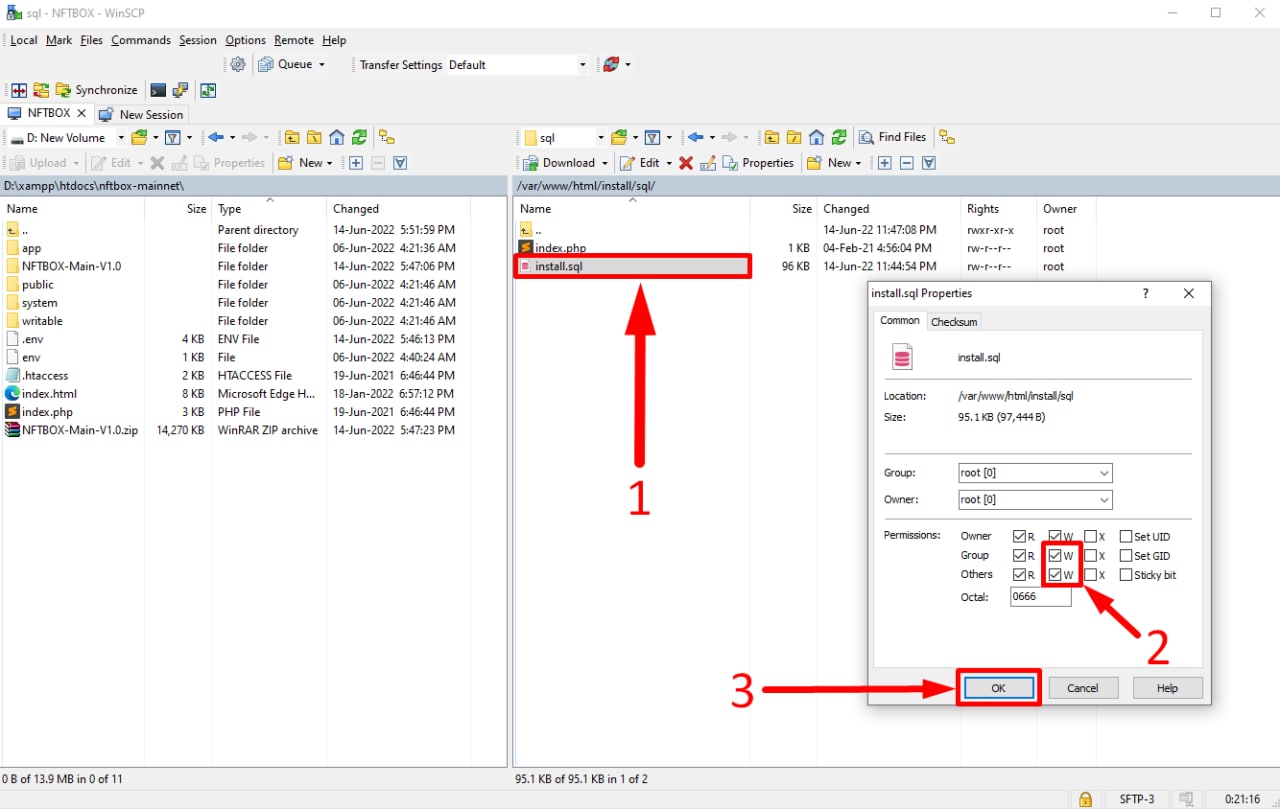 sql - NFTBOX - WinSCP
Local Mark Files Commands Session Options Remote Help
Queue Transfer Settings Default
Synchronize
NFTBOX New Session
D: New Volume
Upload Edit Properties New
D:\xampp\htdocs\nftbox-mainnet\
Name Size Type Changed
.. Parent directory 14-Jun-2022 5:51:59 PM
app File folder 06-Jun-2022 4:21:36 AM
NFTBOX-Main-V1.0 File folder 14-Jun-2022 5:47:06 PM
public File folder 06-Jun-2022 4:21:46 AM
system File folder 06-Jun-2022 4:21:46 AM
writable File folder 06-Jun-2022 4:21:46 AM
.env 4 KB ENV File 14-Jun-2022 5:46:13 PM
env 1 KB File 06-Jun-2022 4:40:24 AM
.htaccess 2 KB HTACCESS File 19-Jun-2021 6:46:44 PM
index.html 8 KB Microsoft Edge H... 18-Jan-2022 6:57:12 PM
index.php 3 KB PHP File 19-Jun-2021 6:46:44 PM
NFTBOX-Main-V1.0.zip 14,270 KB WinRAR ZIP archive 14-Jun-2022 5:47:23 PM
0 B of 13.9 MB in 0 of 11
sql Find Files
Download Edit Properties New
/var/www/html/install/sql/
Name Size Changed Rights Owner
.. 14-Jun-22 11:47:08 PM rwxr-xr-x root
index.php 1 KB 04-Feb-21 4:56:04 PM rw-r--r-- root
install.sql 96 KB 14-Jun-22 11:44:54 PM rw-r--r-- root
1
install.sql Properties ?
Common Checksum
install.sql
Location: /var/www/html/install/sql
Size: 95.1 KB (97,444 B)
Group: root [0]
Owner: root [0]
Permissions: Owner R W X Set UID
Group R W X Set GID
Others R W X Sticky bit
Octal: 0666
2
3
OK Cancel Help
95.1 KB of 95.1 KB in 1 of 2
SFTP-3 0:21:16